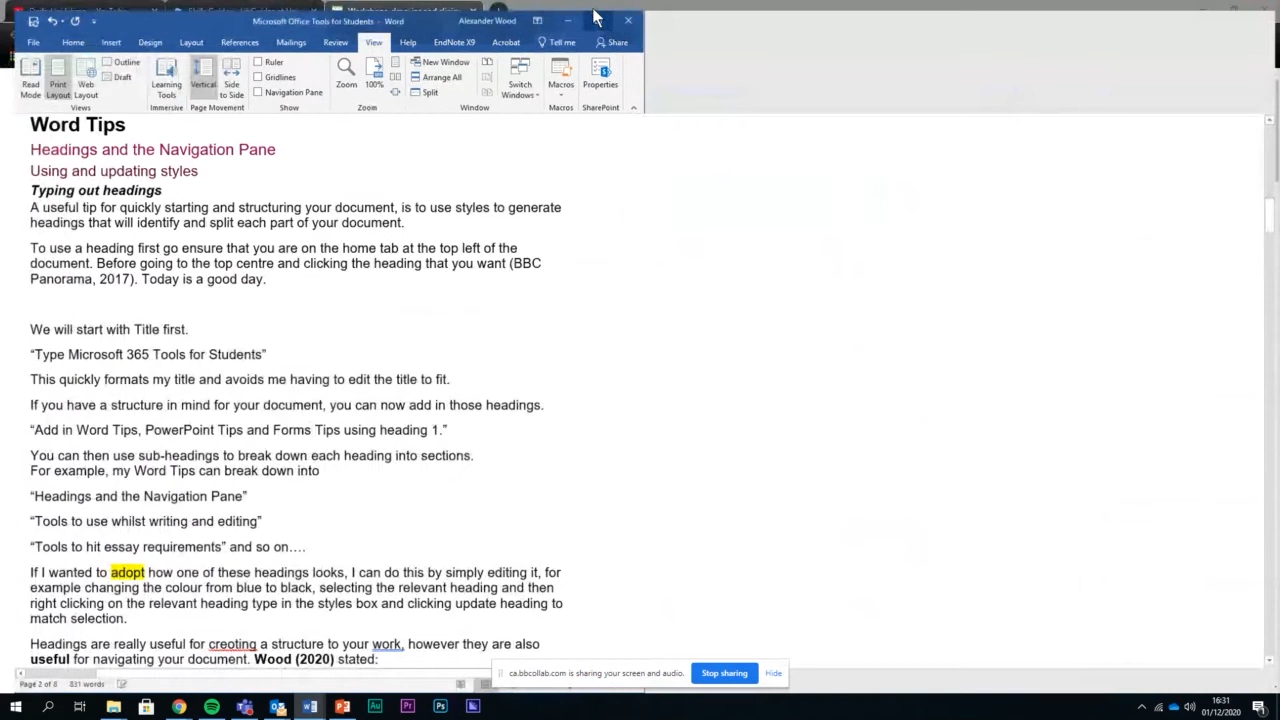 Microsoft Office Tools for Students - Word
Alexander Wood
File Home Insert Design Layout References Mailings Review View Help EndNote X9 Acrobat Tell me Share
Read Mode
Print Layout
Web Layout
Outline
Draft
Views
Learning Tools
Immersive
Vertical
Side to Side
Page Movement
Ruler
Gridlines
Navigation Pane
Show
Zoom
100%
Zoom
New Window
Arrange All
Split
Switch Windows
Window
Macros
Macros
Properties
SharePoint
Word Tips
Headings and the Navigation Pane
Using and updating styles
Typing out headings
A useful tip for quickly starting and structuring your document, is to use styles to generate
headings that will identify and split each part of your document.
To use a heading first go ensure that you are on the home tab at the top left of the
document. Before going to the top centre and clicking the heading that you want (BBC
Panorama, 2017). Today is a good day.
We will start with Title first.
“Type Microsoft 365 Tools for Students”
This quickly formats my title and avoids me having to edit the title to fit.
If you have a structure in mind for your document, you can now add in those headings.
“Add in Word Tips, PowerPoint Tips and Forms Tips using heading 1.”
You can then use sub-headings to break down each heading into sections.
For example, my Word Tips can break down into
“Headings and the Navigation Pane”
“Tools to use whilst writing and editing”
“Tools to hit essay requirements” and so on….
If I wanted to adopt how one of these headings looks, I can do this by simply editing it, for
example changing the colour from blue to black, selecting the relevant heading and then
right clicking on the relevant heading type in the styles box and clicking update heading to
match selection.
Headings are really useful for creoting a structure to your work, however they are also
useful for navigating your document. Wood (2020) stated:
ca.bbcollab.com is sharing your screen and audio. Stop sharing Hide
Page 2 of 8 831 words
Au Pr Ps
16:31
01/12/2020